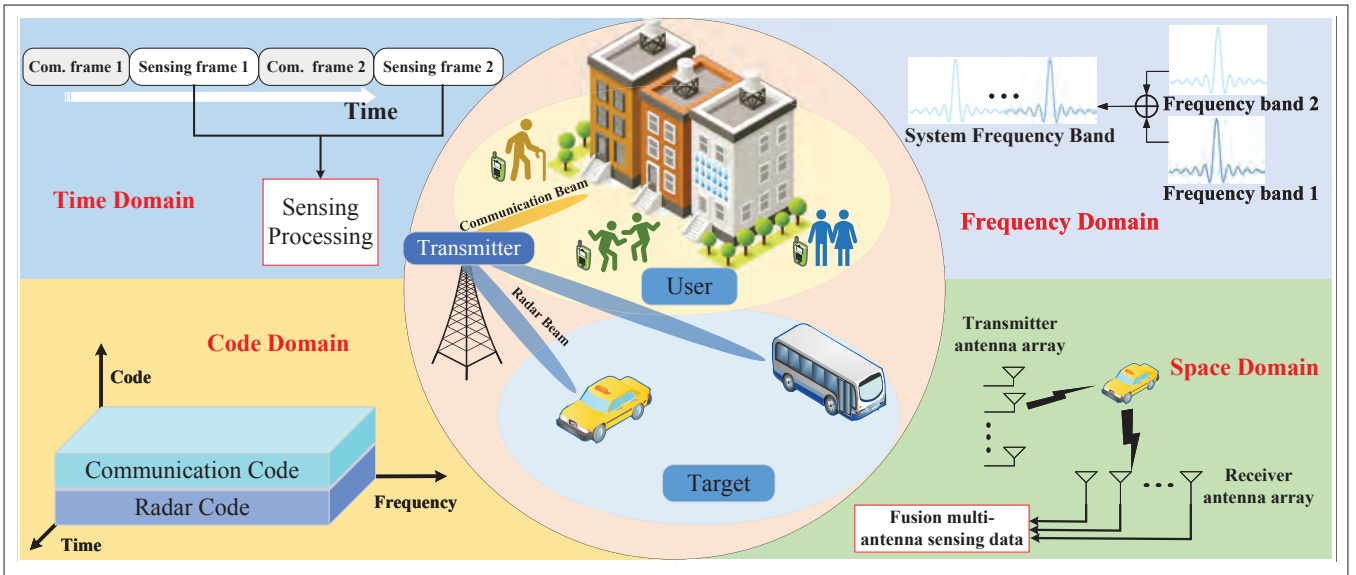 Com. frame 1
Sensing frame 1
Com. frame 2
Sensing frame 2
Time
Time Domain
Sensing
Processing
Communication Beam
Transmitter
Radar Beam
User
Target
System Frequency Band
Frequency band 2
Frequency band 1
Frequency Domain
Code Domain
Code
Communication Code
Radar Code
Frequency
Time
Transmitter
antenna array
Space Domain
Receiver
antenna array
Fusion multi-
antenna sensing data